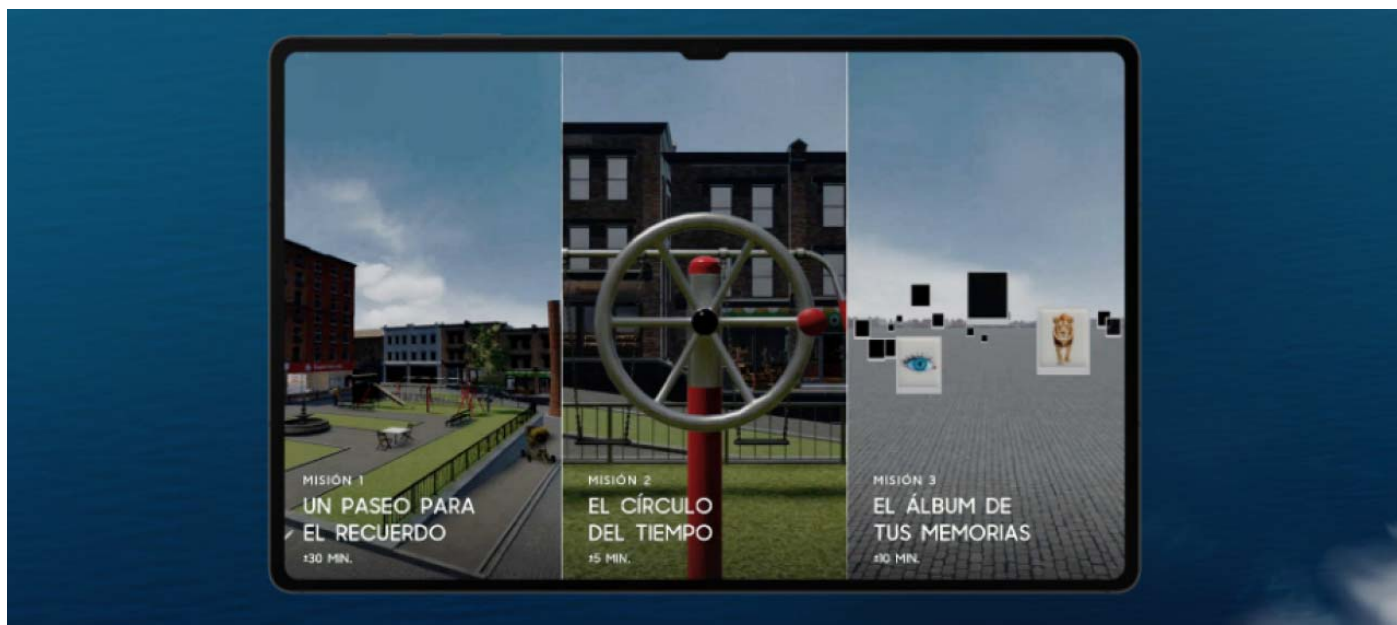 MISIÓN 1
UN PASEO PARA
EL RECUERDO
±30 MIN.
MISIÓN 2
EL CÍRCULO
DEL TIEMPO
±5 MIN.
MISIÓN 3
EL ÁLBUM DE
TUS MEMORIAS
±10 MIN.